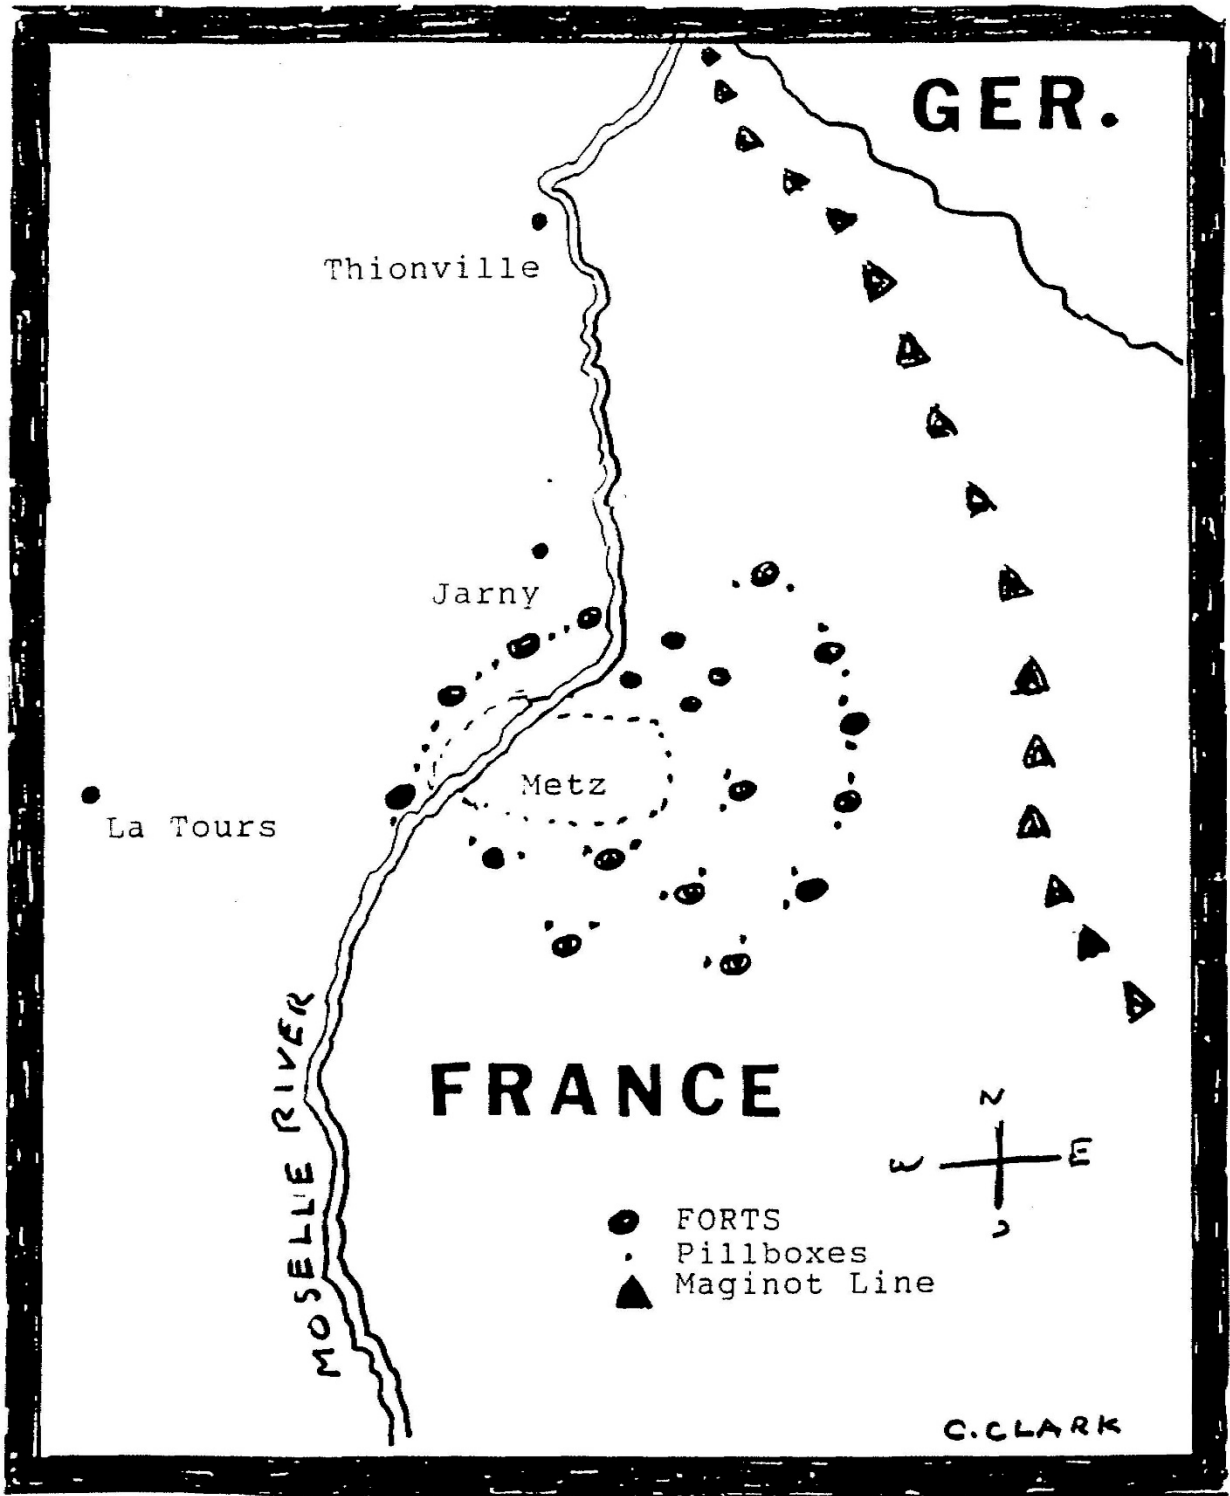 GER.
Thionville
Jarny
Metz
La Tours
MOSELLE RIVER
FRANCE
N
W E
S
FORTS
Pillboxes
Maginot Line
C.CLARK